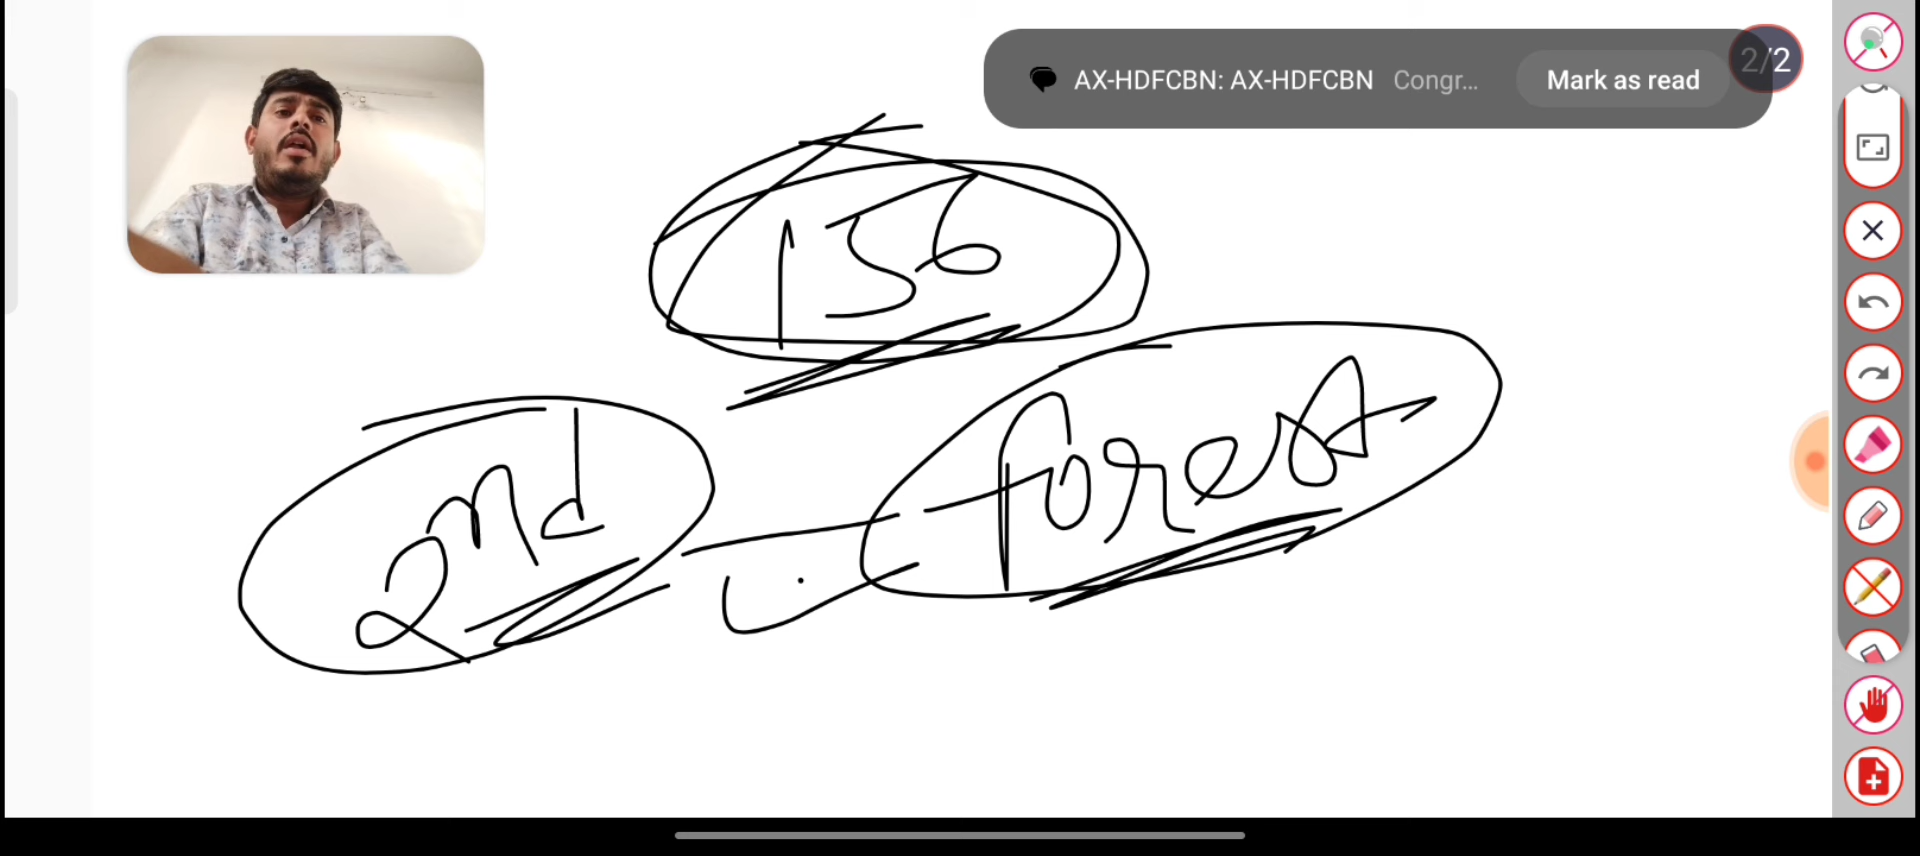 AX-HDFCBN: AX-HDFCBN Congr... Mark as read 2/2
156
2nd forest